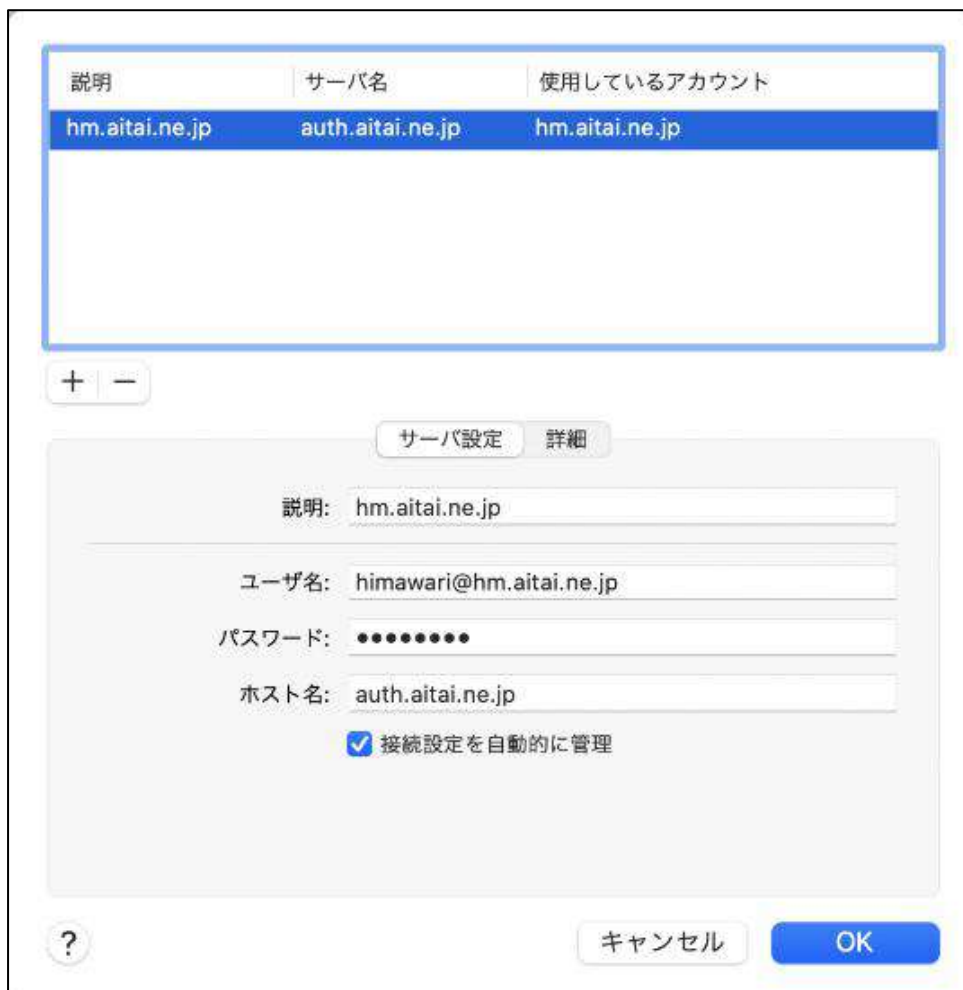 説明 サーバ名 使用しているアカウント
hm.aitai.ne.jp auth.aitai.ne.jp hm.aitai.ne.jp
+ −
サーバ設定 詳細
説明: hm.aitai.ne.jp
ユーザ名: himawari@hm.aitai.ne.jp
パスワード: ●●●●●●●●
ホスト名: auth.aitai.ne.jp
接続設定を自動的に管理
? キャンセル OK